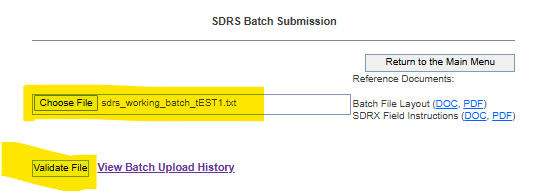 SDRS Batch Submission
Return to the Main Menu
Reference Documents:
Choose File sdrs_working_batch_tEST1.txt
Batch File Layout (DOC, PDF)
SDRX Field Instructions (DOC, PDF)
Validate File View Batch Upload History